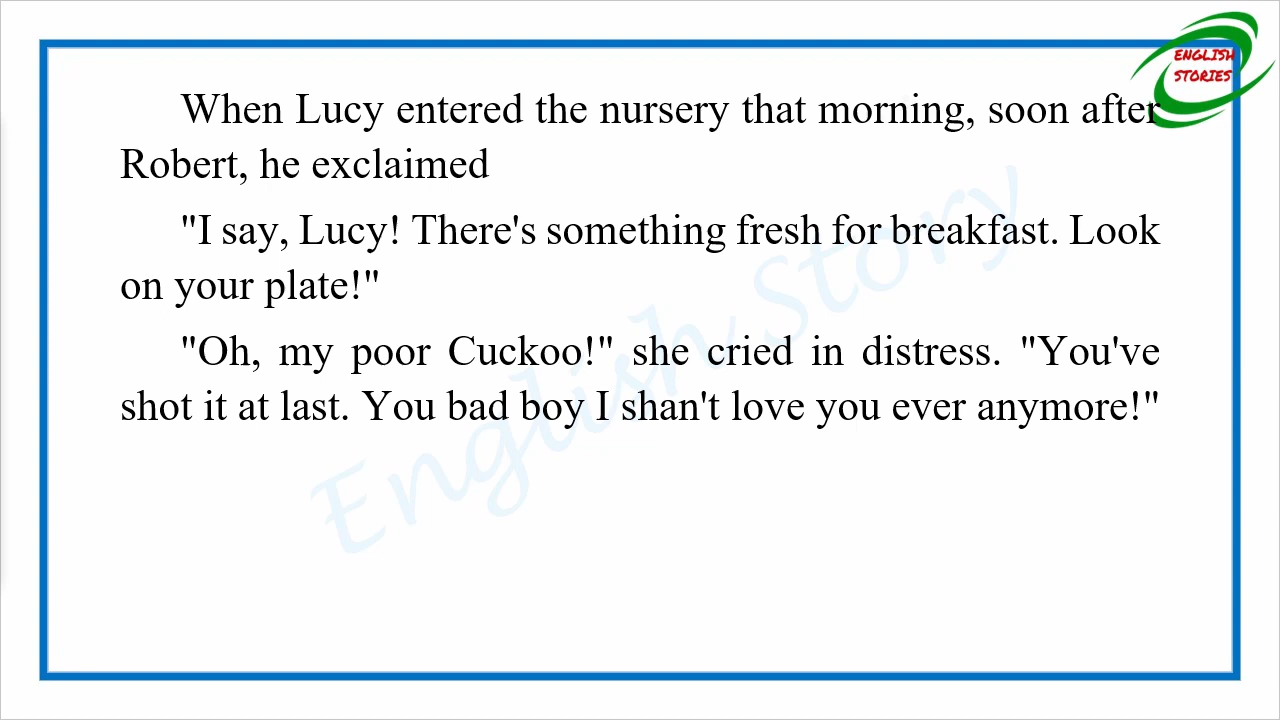 ENGLISH
STORIES
When Lucy entered the nursery that morning, soon after
Robert, he exclaimed
"I say, Lucy! There's something fresh for breakfast. Look
on your plate!"
"Oh, my poor Cuckoo!" she cried in distress. "You've
shot it at last. You bad boy I shan't love you ever anymore!"
English Story